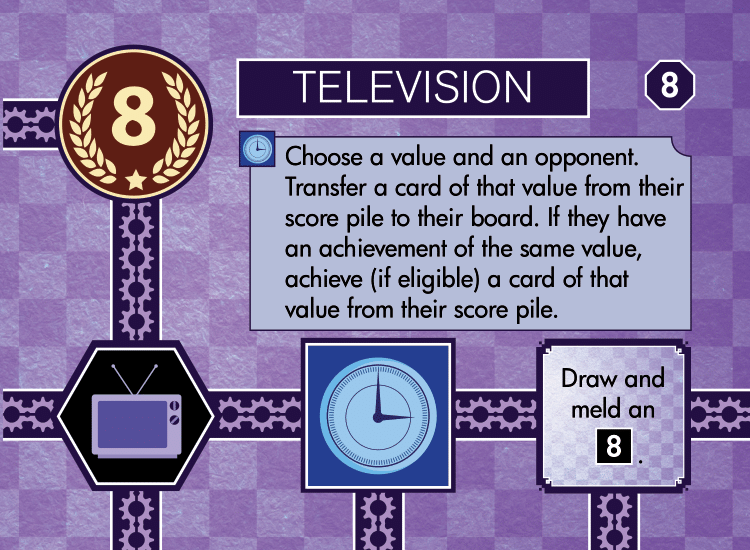 8
TELEVISION
8
Choose a value and an opponent.
Transfer a card of that value from their
score pile to their board. If they have
an achievement of the same value,
achieve (if eligible) a card of that
value from their score pile.
Draw and
meld an
8 .